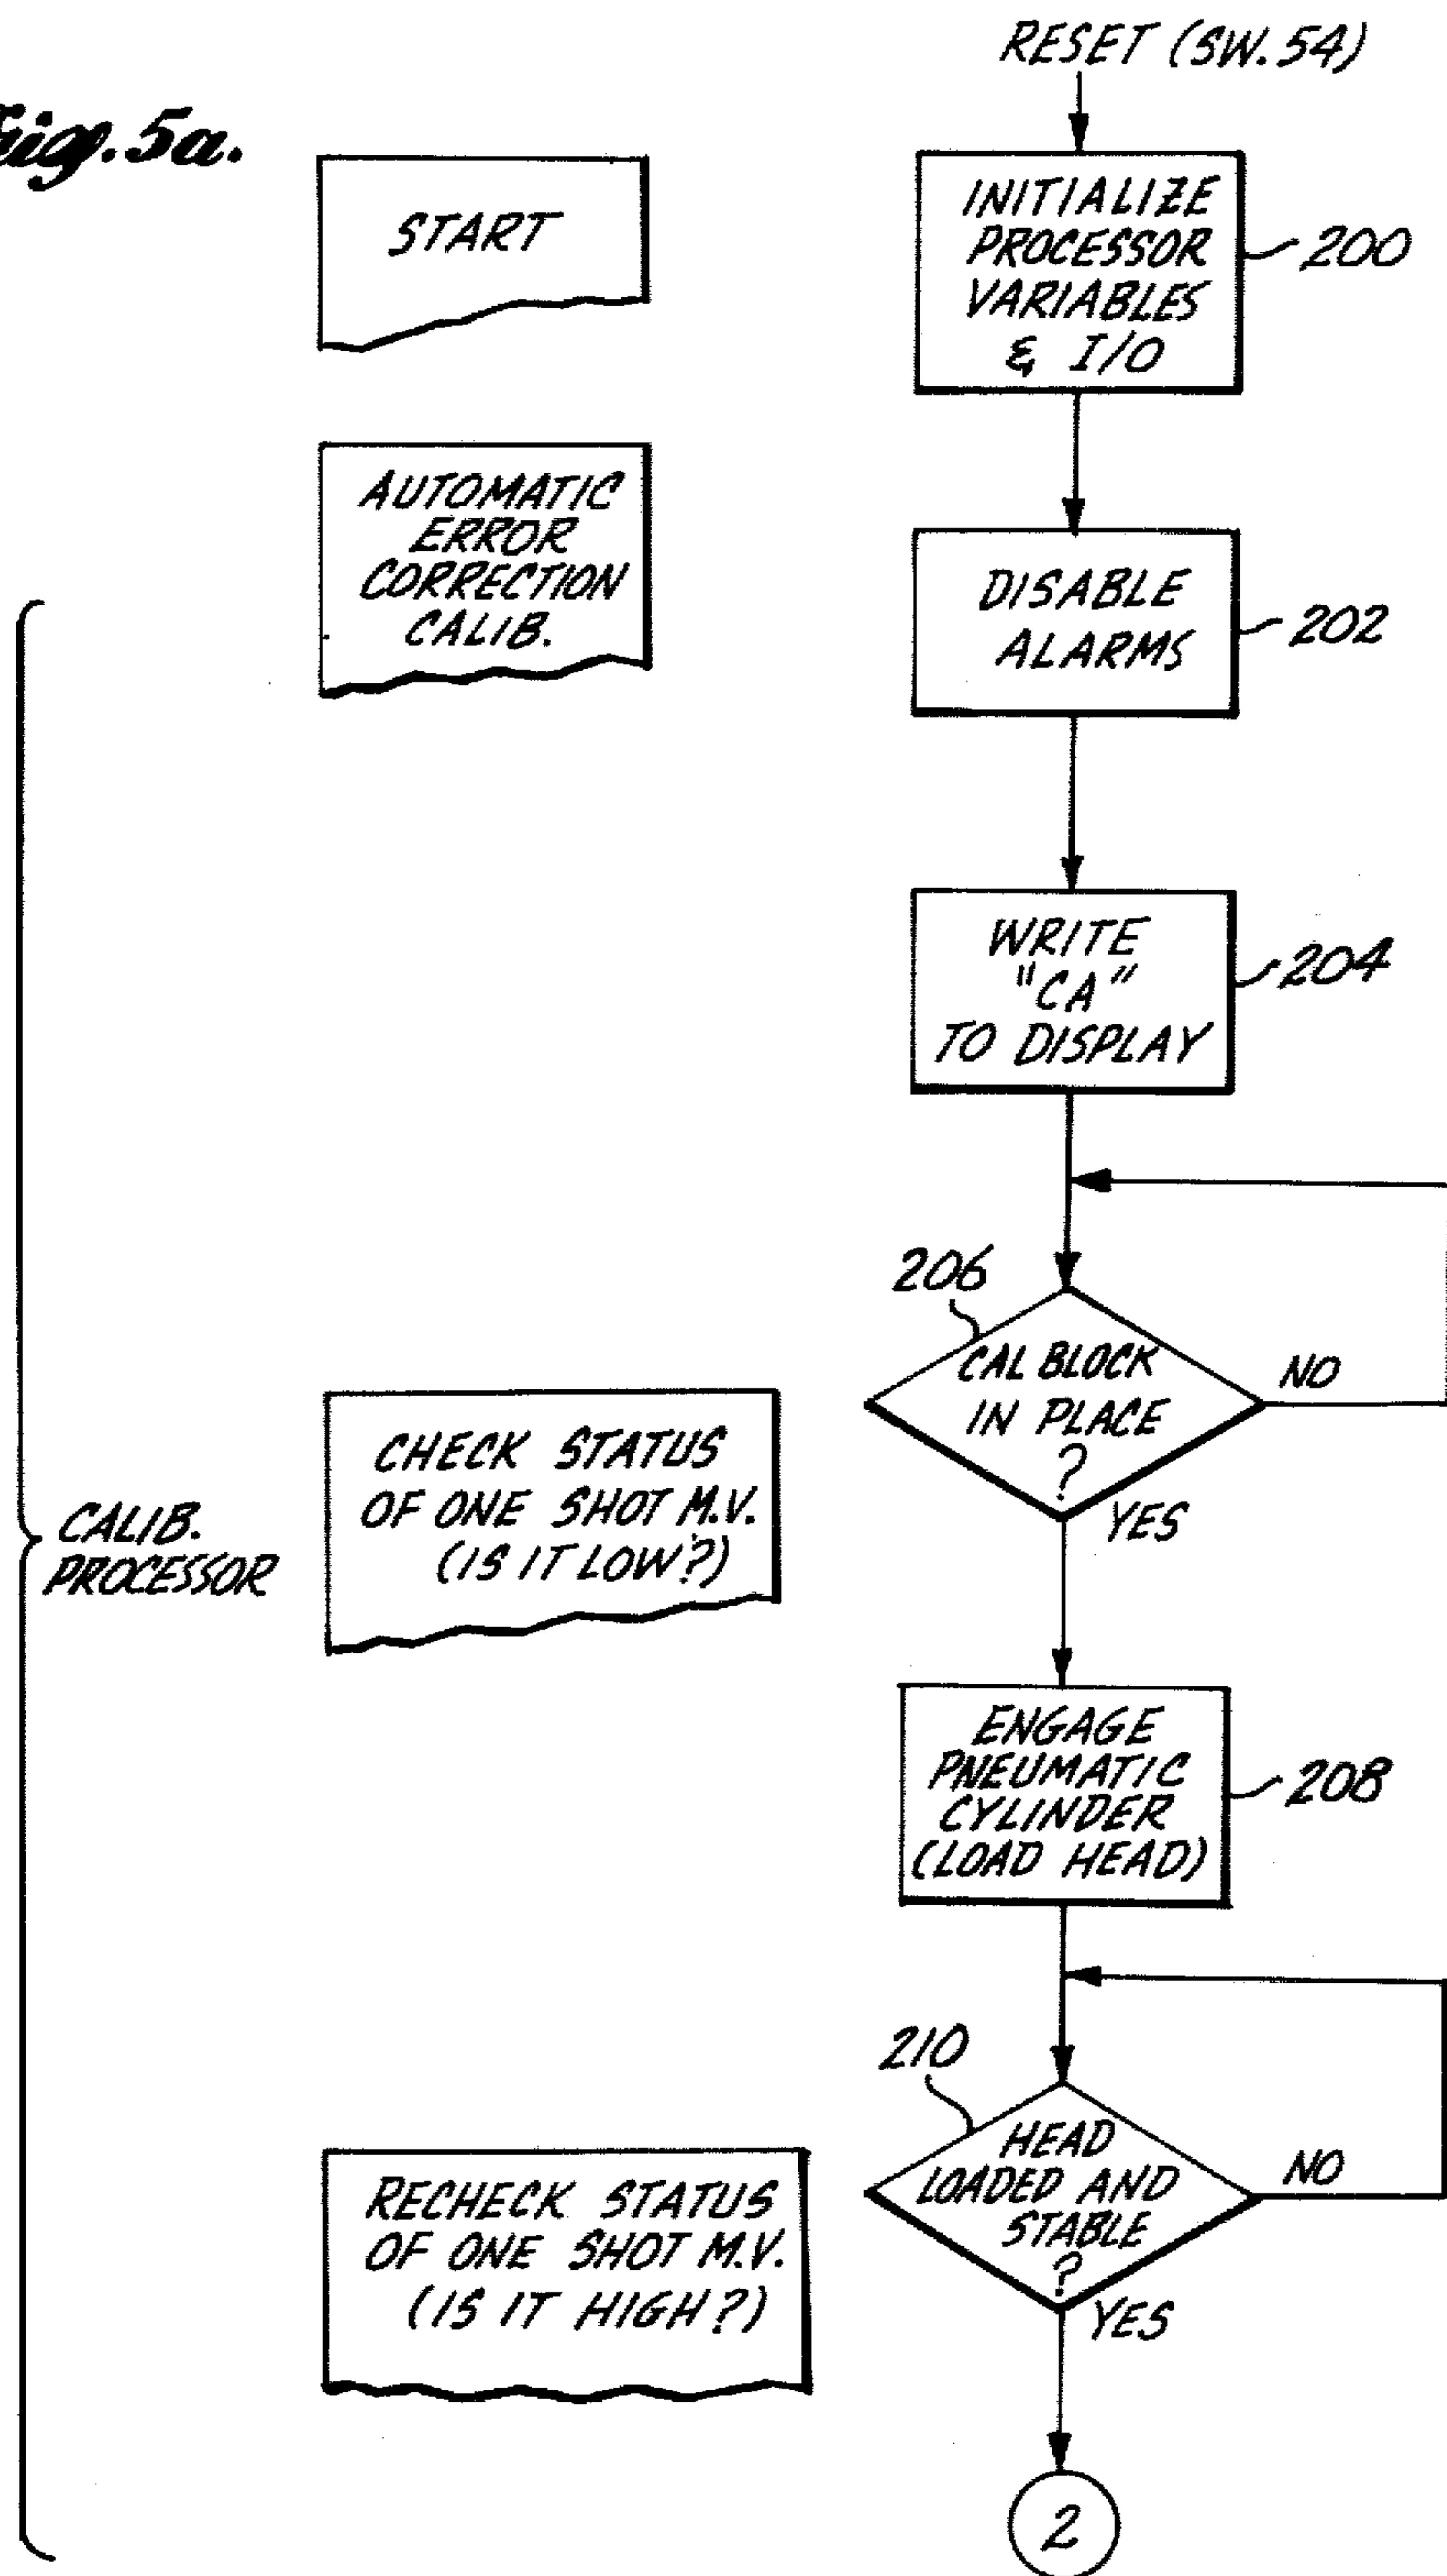 Fig. 5a.
RESET (SW. 54)
START
INITIALIZE
PROCESSOR
VARIABLES
& I/O
200
AUTOMATIC
ERROR
CORRECTION
CALIB.
DISABLE
ALARMS
202
WRITE
"CA"
TO DISPLAY
204
206
CAL BLOCK
IN PLACE
?
NO
YES
CHECK STATUS
OF ONE SHOT M.V.
(IS IT LOW?)
CALIB.
PROCESSOR
ENGAGE
PNEUMATIC
CYLINDER
(LOAD HEAD)
208
210
HEAD
LOADED AND
STABLE
?
NO
YES
RECHECK STATUS
OF ONE SHOT M.V.
(IS IT HIGH?)
2